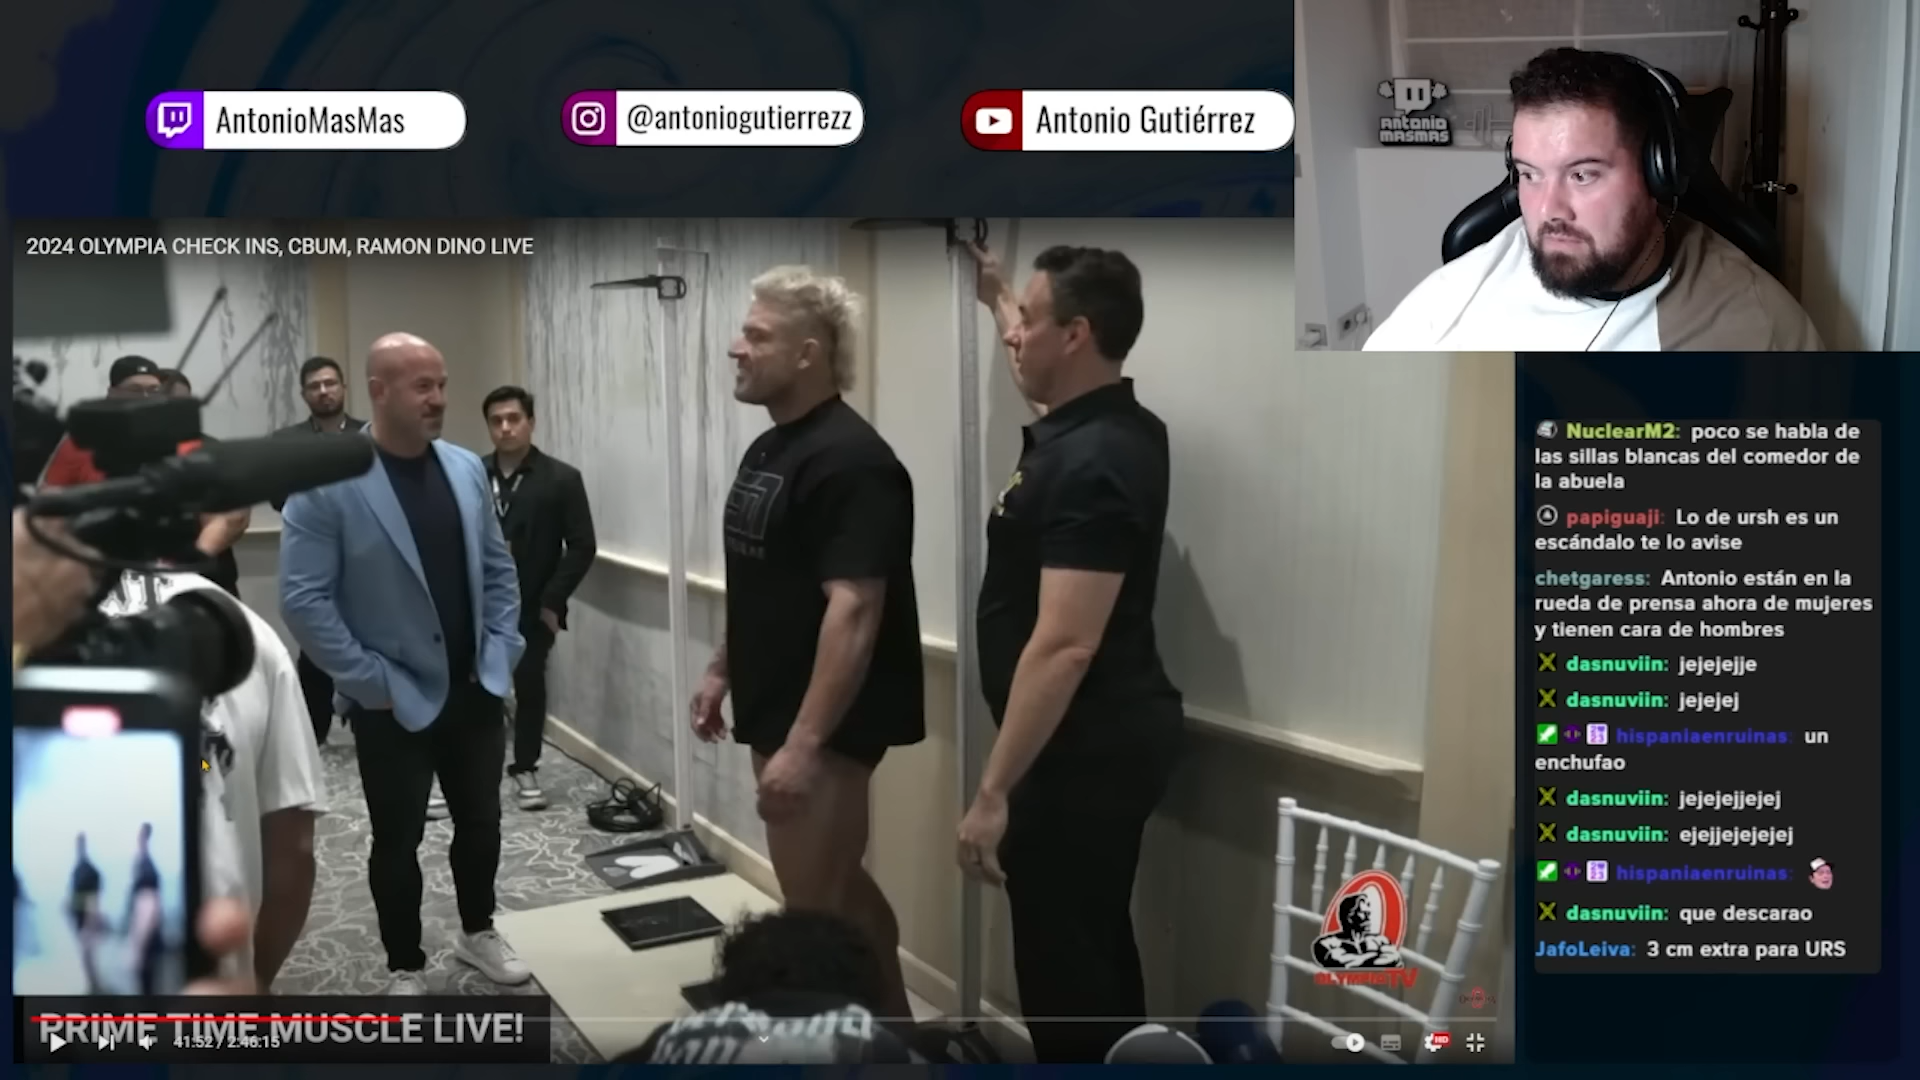 AntonioMasMas
@antoniogutierrezz
Antonio Gutiérrez
antonio
masmas
2024 OLYMPIA CHECK INS, CBUM, RAMON DINO LIVE
NuclearM2: poco se habla de
las sillas blancas del comedor de
la abuela
papiguaji: Lo de ursh es un
escándalo te lo avise
chetgaress: Antonio están en la
rueda de prensa ahora de mujeres
y tienen cara de hombres
dasnuviin: jejejejje
dasnuviin: jejejej
hispaniaenruinas: un
enchufao
dasnuviin: jejejejjejej
dasnuviin: ejejjejejejej
hispaniaenruinas:
dasnuviin: que descarao
JafoLeiva: 3 cm extra para URS
OLYMPIA TV
PRIME TIME MUSCLE LIVE!
41:52 / 2:46:15
HD